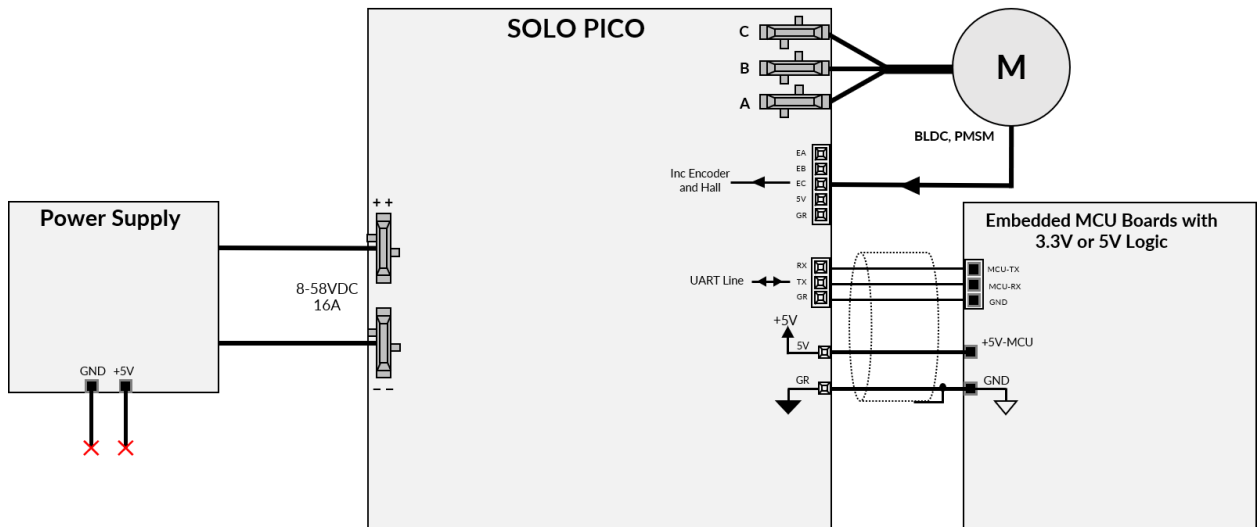 SOLO PICO
C
B
A
M
BLDC, PMSM
EA
EB
EC
5V
GR
Inc Encoder
and Hall
Power Supply
++
8-58VDC
16A
--
GND +5V
Embedded MCU Boards with
3.3V or 5V Logic
RX
TX
GR
UART Line
MCU-TX
MCU-RX
GND
+5V
5V
+5V-MCU
GR
GND